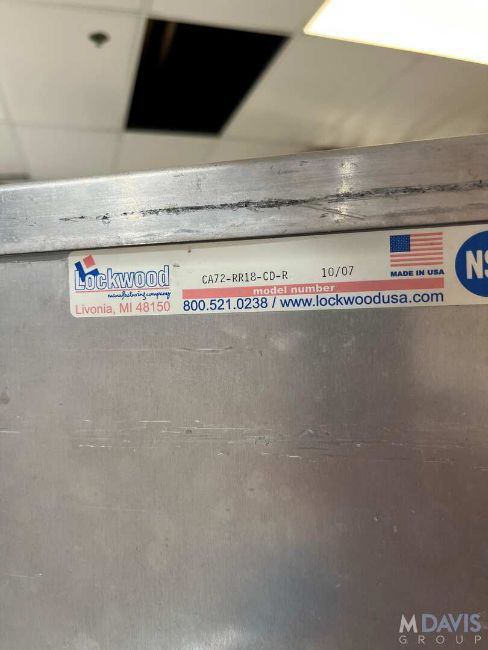 Lockwood
manufacturing company
Livonia, MI 48150
CA72-RR18-CD-R 10/07
model number
800.521.0238 / www.lockwoodusa.com
MADE IN USA
NS
M DAVIS
GROUP